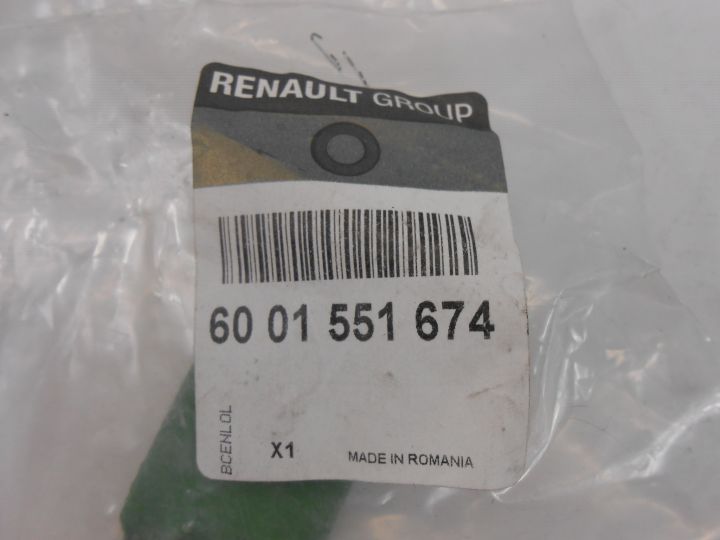 RENAULT GROUP
60 01 551 674
BCENLOL
X1
MADE IN ROMANIA